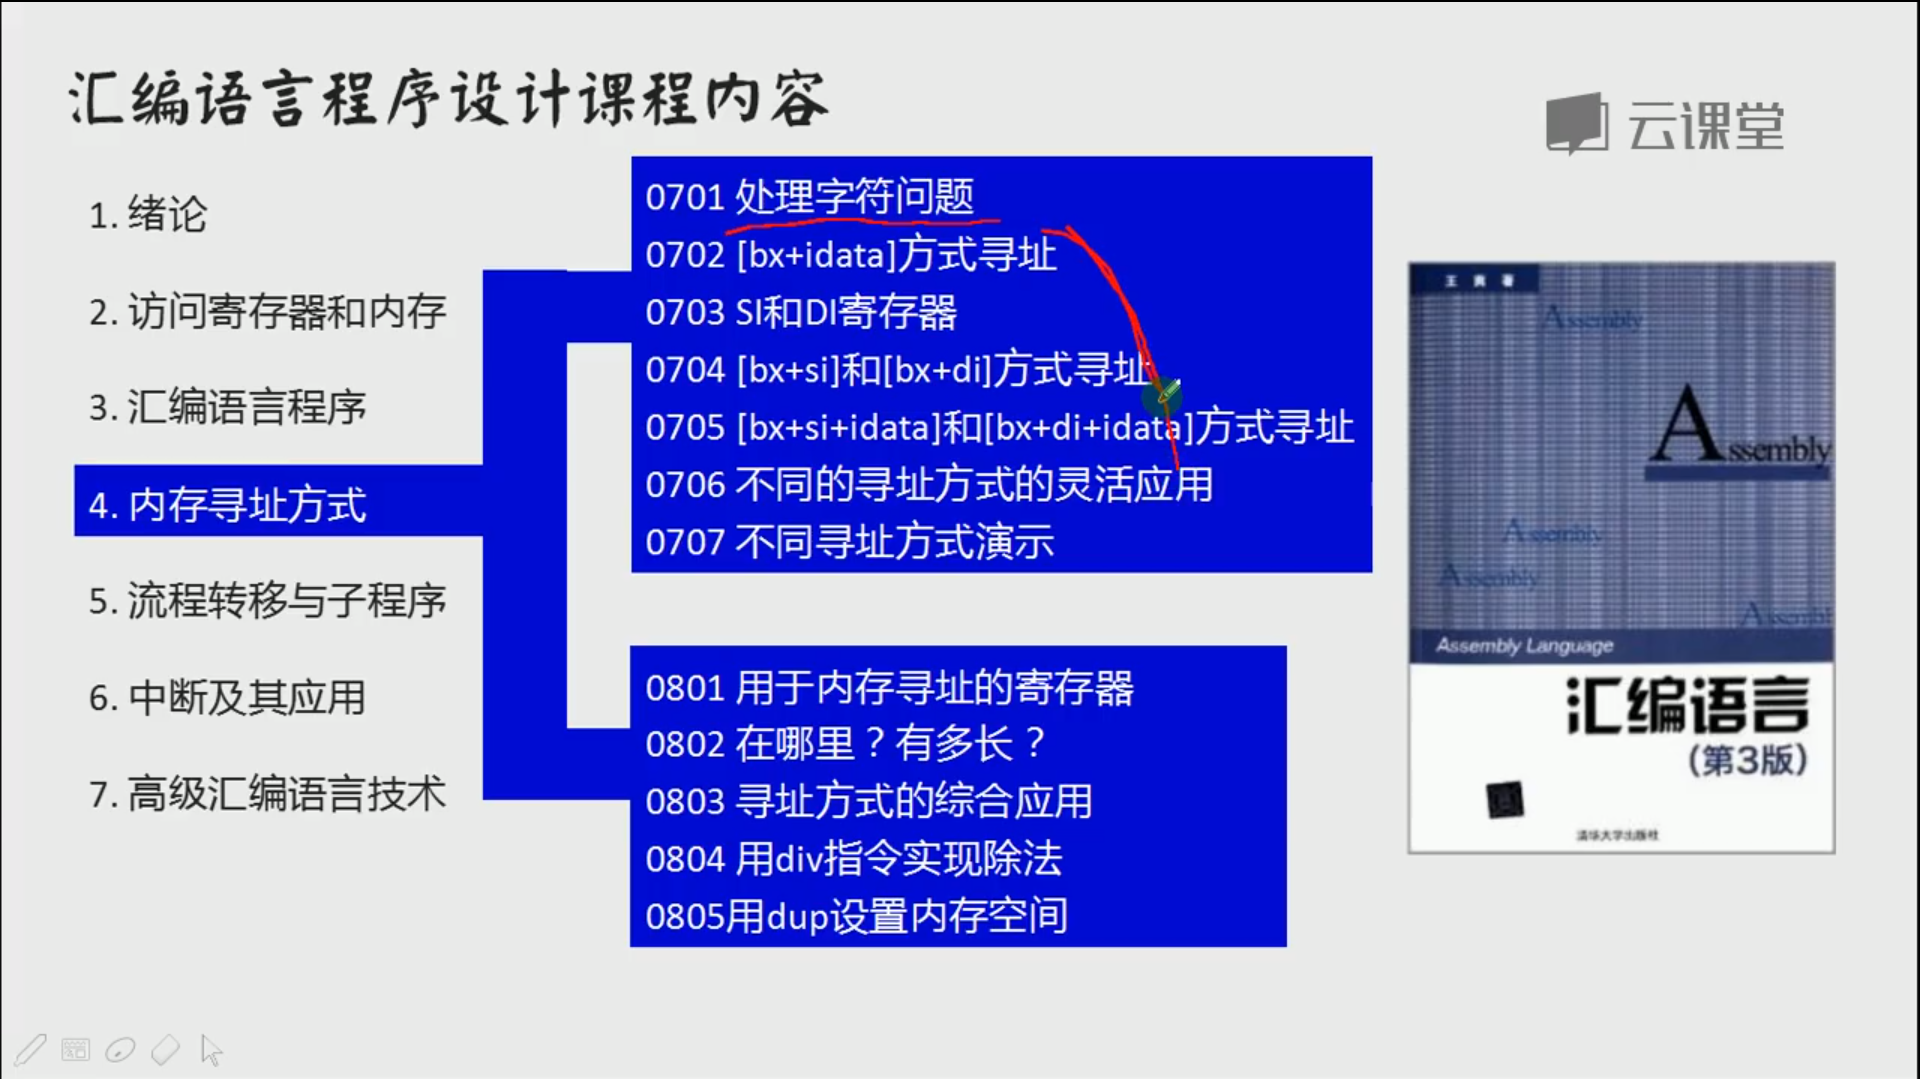 汇编语言程序设计课程内容
云课堂
1. 绪论
2. 访问寄存器和内存
3. 汇编语言程序
4. 内存寻址方式
5. 流程转移与子程序
6. 中断及其应用
7. 高级汇编语言技术
0701 处理字符问题
0702 [bx+idata]方式寻址
0703 SI和DI寄存器
0704 [bx+si]和[bx+di]方式寻址
0705 [bx+si+idata]和[bx+di+idata]方式寻址
0706 不同的寻址方式的灵活应用
0707 不同寻址方式演示
0801 用于内存寻址的寄存器
0802 在哪里？有多长？
0803 寻址方式的综合应用
0804 用div指令实现除法
0805用dup设置内存空间
王 爽 著
Assembly
Assembly
Assembly
Assembly
Assembly Language
汇编语言
(第3版)
清华大学出版社